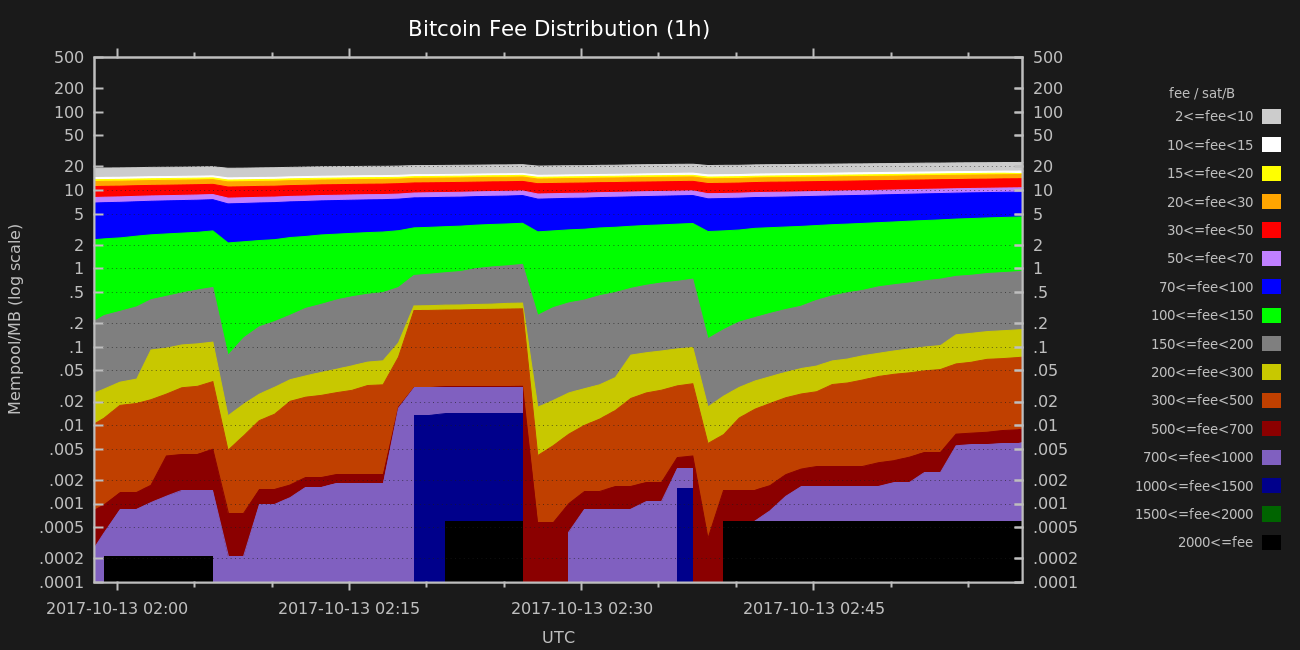 Bitcoin Fee Distribution (1h)
500
200
100
50
20
10
5
2
1
.5
.2
.1
.05
.02
.01
.005
.002
.001
.0005
.0002
.0001
Mempool/MB (log scale)
500
200
100
50
20
10
5
2
1
.5
.2
.1
.05
.02
.01
.005
.002
.001
.0005
.0002
.0001
2017-10-13 02:00
2017-10-13 02:15
2017-10-13 02:30
2017-10-13 02:45
UTC
fee / sat/B
2<=fee<10
10<=fee<15
15<=fee<20
20<=fee<30
30<=fee<50
50<=fee<70
70<=fee<100
100<=fee<150
150<=fee<200
200<=fee<300
300<=fee<500
500<=fee<700
700<=fee<1000
1000<=fee<1500
1500<=fee<2000
2000<=fee